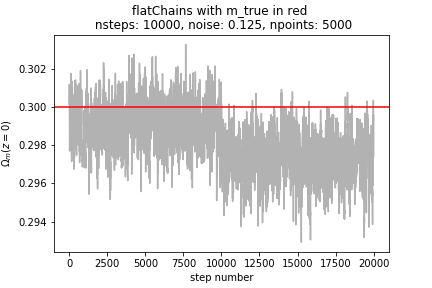 flatChains with m_true in red
nsteps: 10000, noise: 0.125, npoints: 5000
0.302
0.300
0.298
0.296
0.294
Ωm(z = 0)
0 2500 5000 7500 10000 12500 15000 17500 20000
step number